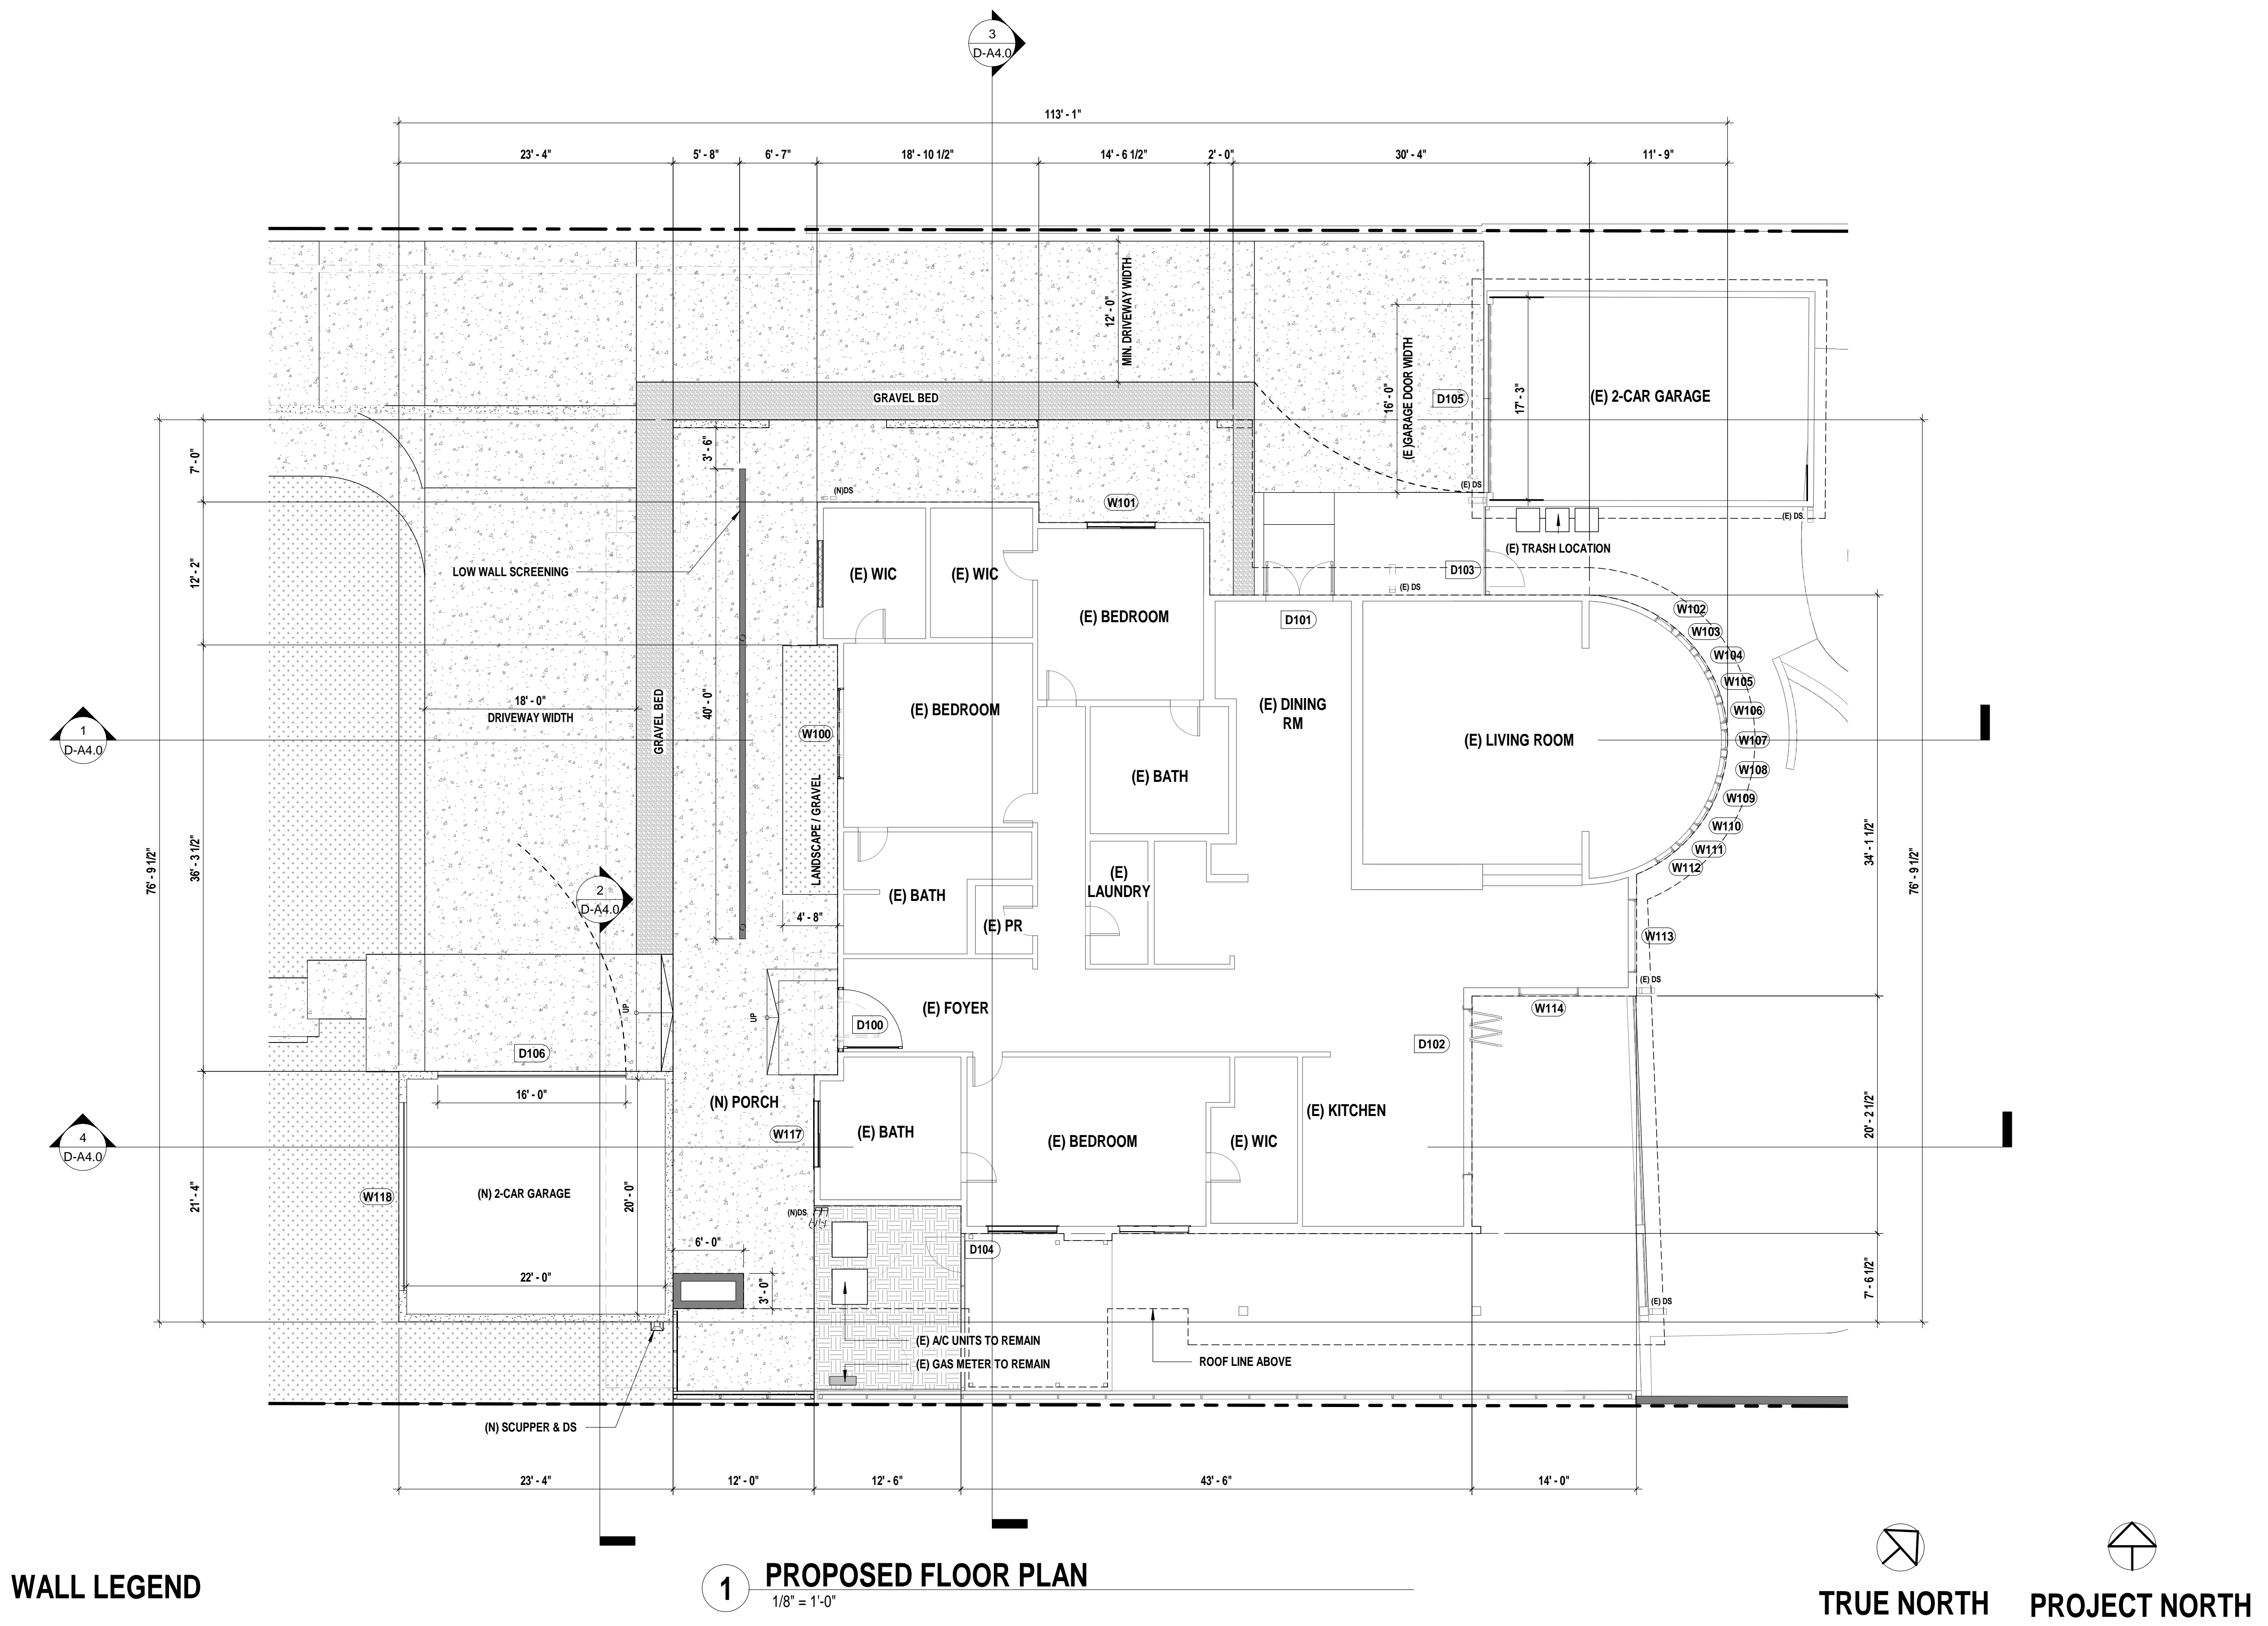 3
D-A4.0
113' - 1"
23' - 4"
5' - 8"
6' - 7"
18' - 10 1/2"
14' - 6 1/2"
2' - 0"
30' - 4"
11' - 9"
12' - 0"
MIN. DRIVEWAY WIDTH
GRAVEL BED
16' - 0"
(E )GARAGE DOOR WIDTH
D105
17' - 3"
(E) 2-CAR GARAGE
7' - 0"
3' - 6"
(N)DS
W101
(E) DS
(E) DS
(E) TRASH LOCATION
12' - 2"
LOW WALL SCREENING
(E) WIC
(E) WIC
D103
(E) DS
(E) BEDROOM
D101
W102
W103
W104
W105
W106
W107
W108
W109
W110
W111
W112
18' - 0"
DRIVEWAY WIDTH
GRAVEL BED
40' - 0"
W100
(E) BEDROOM
(E) DINING
RM
(E) LIVING ROOM
1
D-A4.0
(E) BATH
LANDSCAPE / GRAVEL
76' - 9 1/2"
36' - 3 1/2"
34' - 1 1/2"
76' - 9 1/2"
2
D-A4.0
(E) BATH
(E)
LAUNDRY
4' - 8"
(E) PR
W113
(E) DS
UP
UP
(E) FOYER
D100
W114
D102
D106
16' - 0"
(N) PORCH
(E) KITCHEN
4
D-A4.0
W117
(E) BATH
(E) BEDROOM
(E) WIC
20' - 2 1/2"
21' - 4"
W118
(N) 2-CAR GARAGE
20' - 0"
(N)DS
6' - 0"
D104
22' - 0"
3' - 0"
7' - 6 1/2"
(E) DS
(E) A/C UNITS TO REMAIN
(E) GAS METER TO REMAIN
ROOF LINE ABOVE
(N) SCUPPER & DS
23' - 4"
12' - 0"
12' - 6"
43' - 6"
14' - 0"
WALL LEGEND
1
PROPOSED FLOOR PLAN
1/8" = 1'-0"
TRUE NORTH
PROJECT NORTH